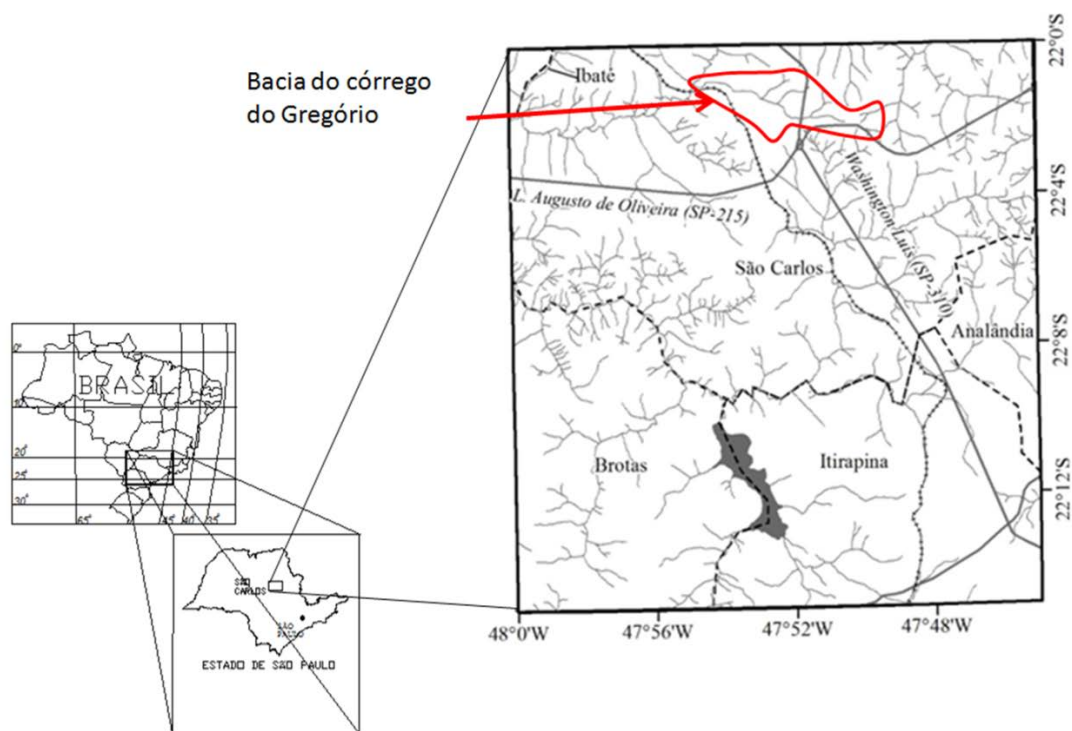 Bacia do córrego
do Gregório
Ibaté
L. Augusto de Oliveira (SP-215)
Washington Luis (SP-310)
São Carlos
Analândia
Brotas
Itirapina
22°0'S
22°4'S
22°8'S
22°12'S
48°0'W
47°56'W
47°52'W
47°48'W
BRASIL
0°
20°
25°
30°
65°
45°
40°
35°
SÃO
CARLOS
SÃO
PAULO
ESTADO DE SÃO PAULO